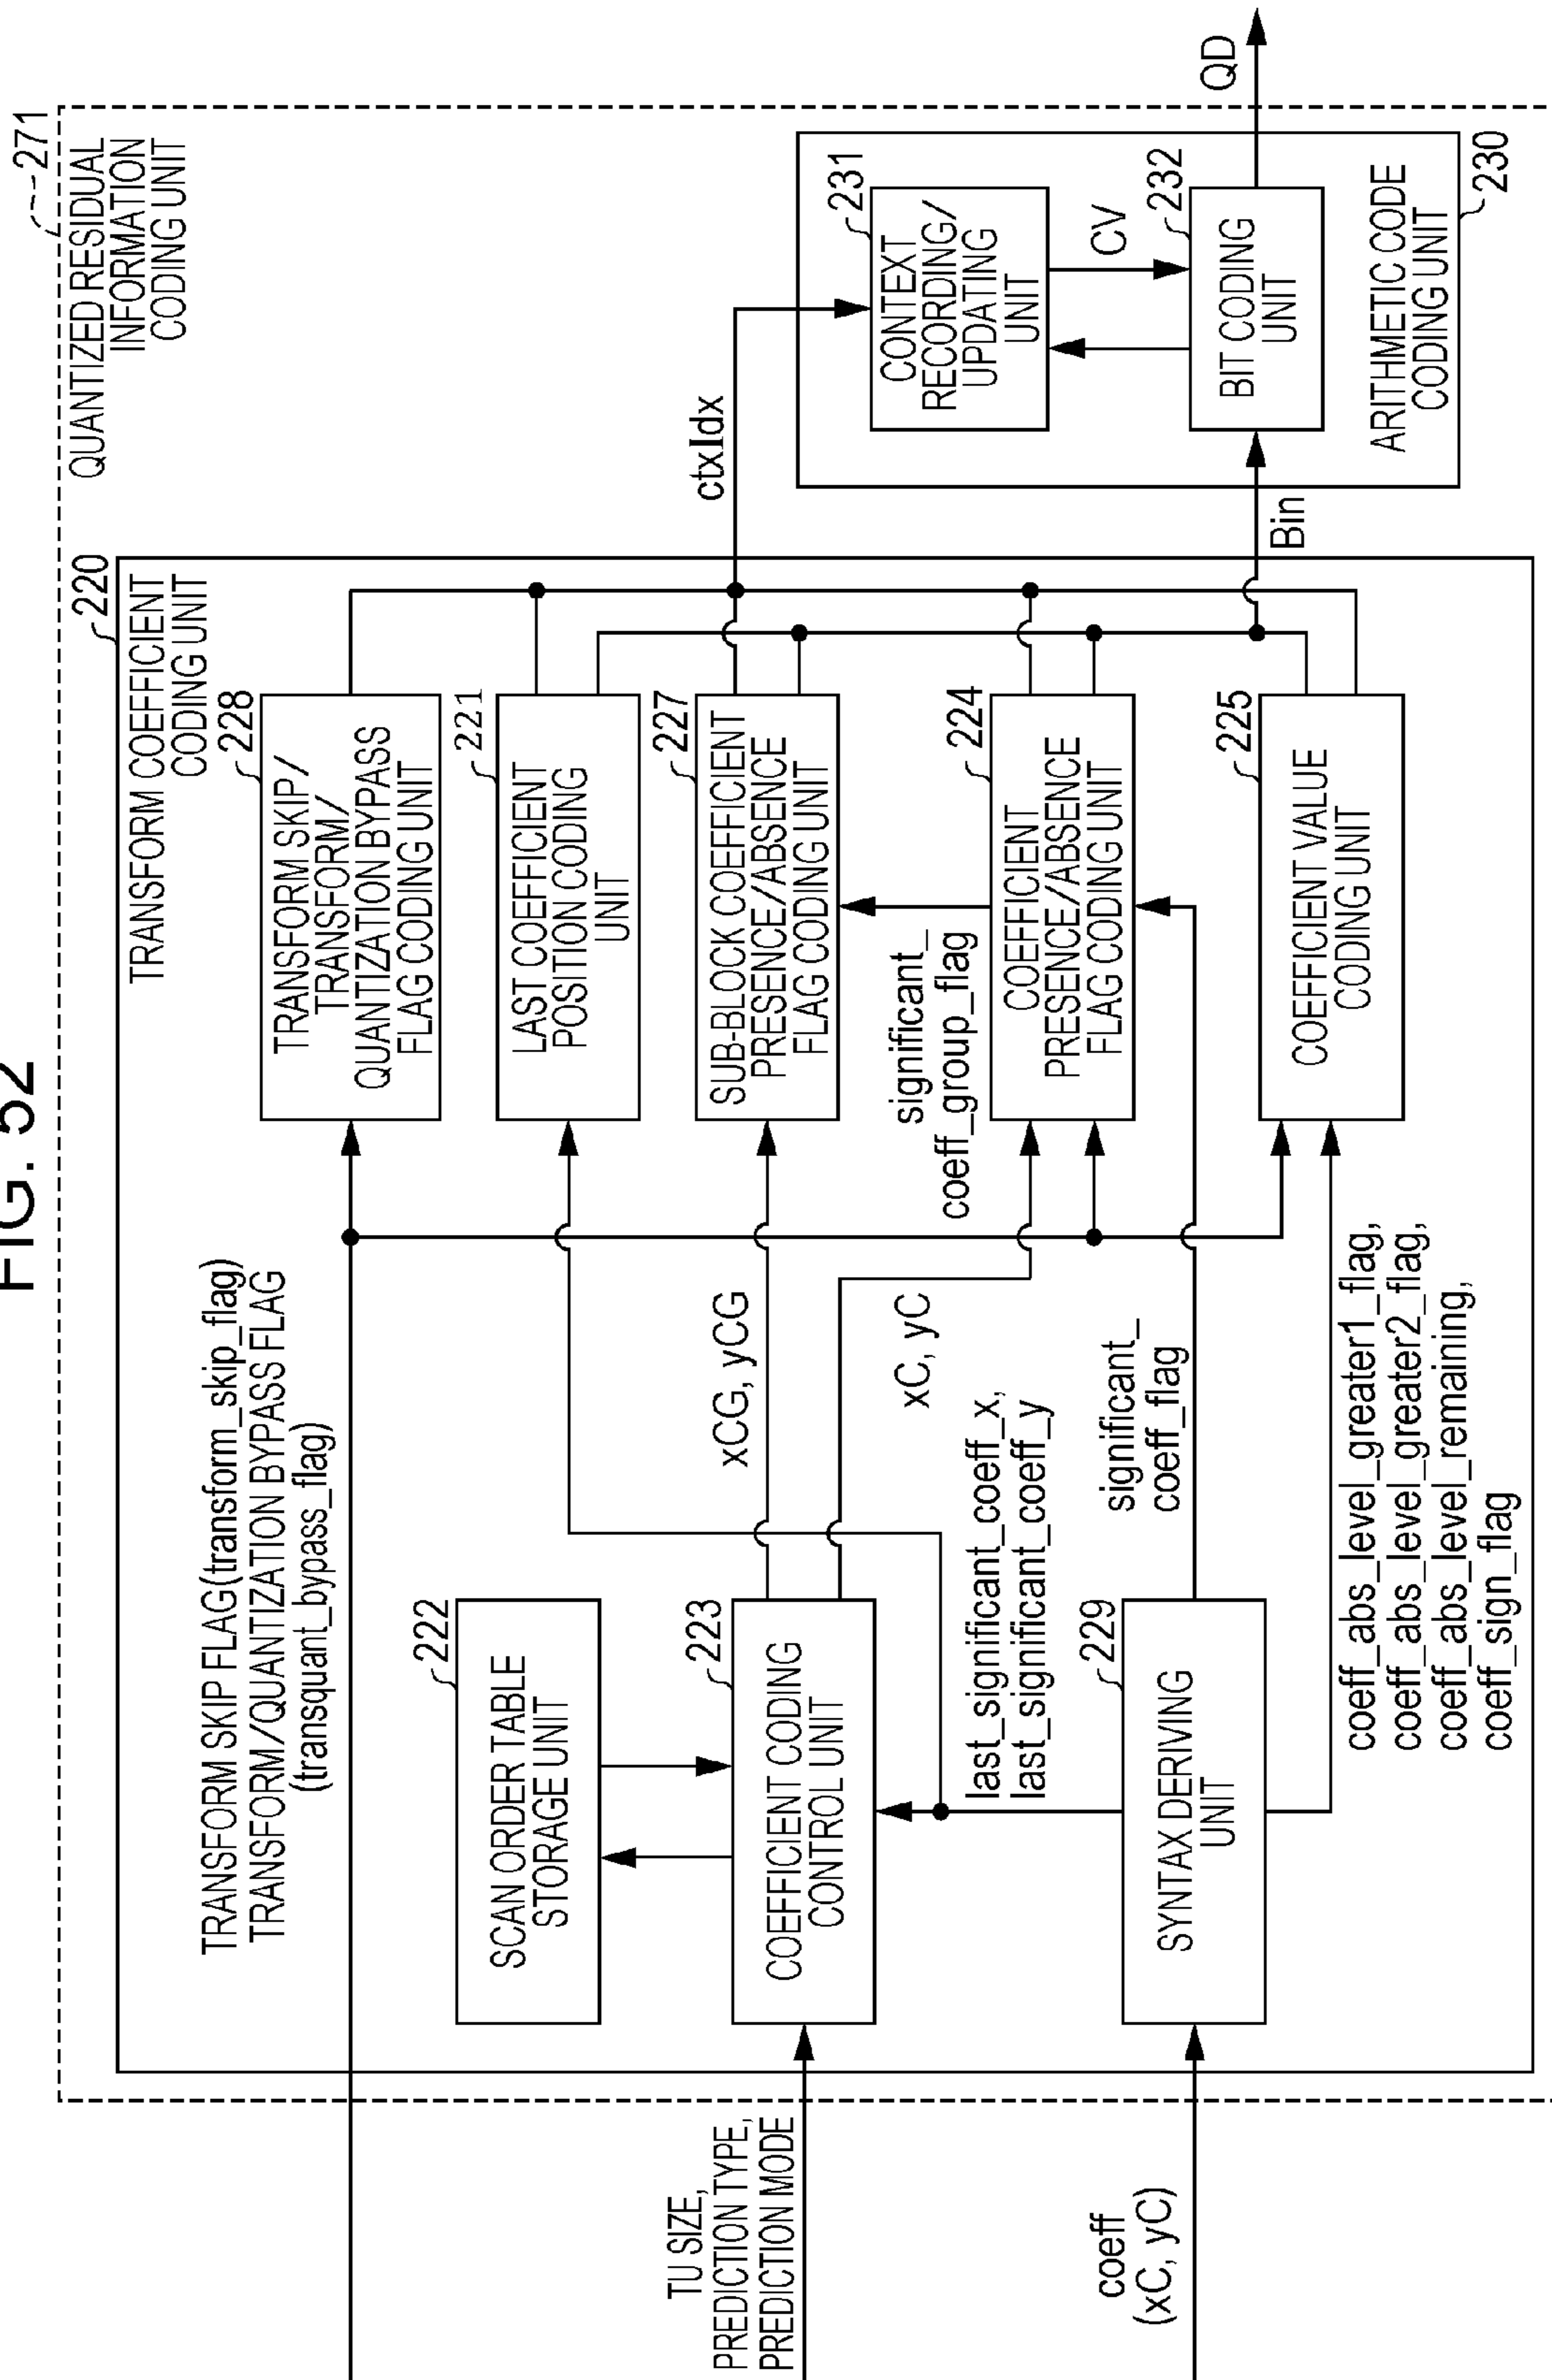 FIG. 52
271
QUANTIZED RESIDUAL
INFORMATION
CODING UNIT
220
TRANSFORM COEFFICIENT
CODING UNIT
TRANSFORM SKIP FLAG(transform_skip_flag)
TRANSFORM/QUANTIZATION BYPASS FLAG
(transquant_bypass_flag)
228
TRANSFORM SKIP/
TRANSFORM/
QUANTIZATION BYPASS
FLAG CODING UNIT
222
SCAN ORDER TABLE
STORAGE UNIT
221
LAST COEFFICIENT
POSITION CODING
UNIT
TU SIZE,
PREDICTION TYPE,
PREDICTION MODE
223
COEFFICIENT CODING
CONTROL UNIT
xCG, yCG
xC, yC
227
SUB-BLOCK COEFFICIENT
PRESENCE/ABSENCE
FLAG CODING UNIT
significant_
coeff_group_flag
last_significant_coeff_x,
last_significant_coeff_y
224
COEFFICIENT
PRESENCE/ABSENCE
FLAG CODING UNIT
coeff
(xC, yC)
229
SYNTAX DERIVING
UNIT
significant_
coeff_flag
225
COEFFICIENT VALUE
CODING UNIT
coeff_abs_level_greater1_flag,
coeff_abs_level_greater2_flag,
coeff_abs_level_remaining,
coeff_sign_flag
ctxIdx
Bin
231
CONTEXT
RECORDING/
UPDATING
UNIT
CV
232
BIT CODING
UNIT
ARITHMETIC CODE
CODING UNIT
230
QD